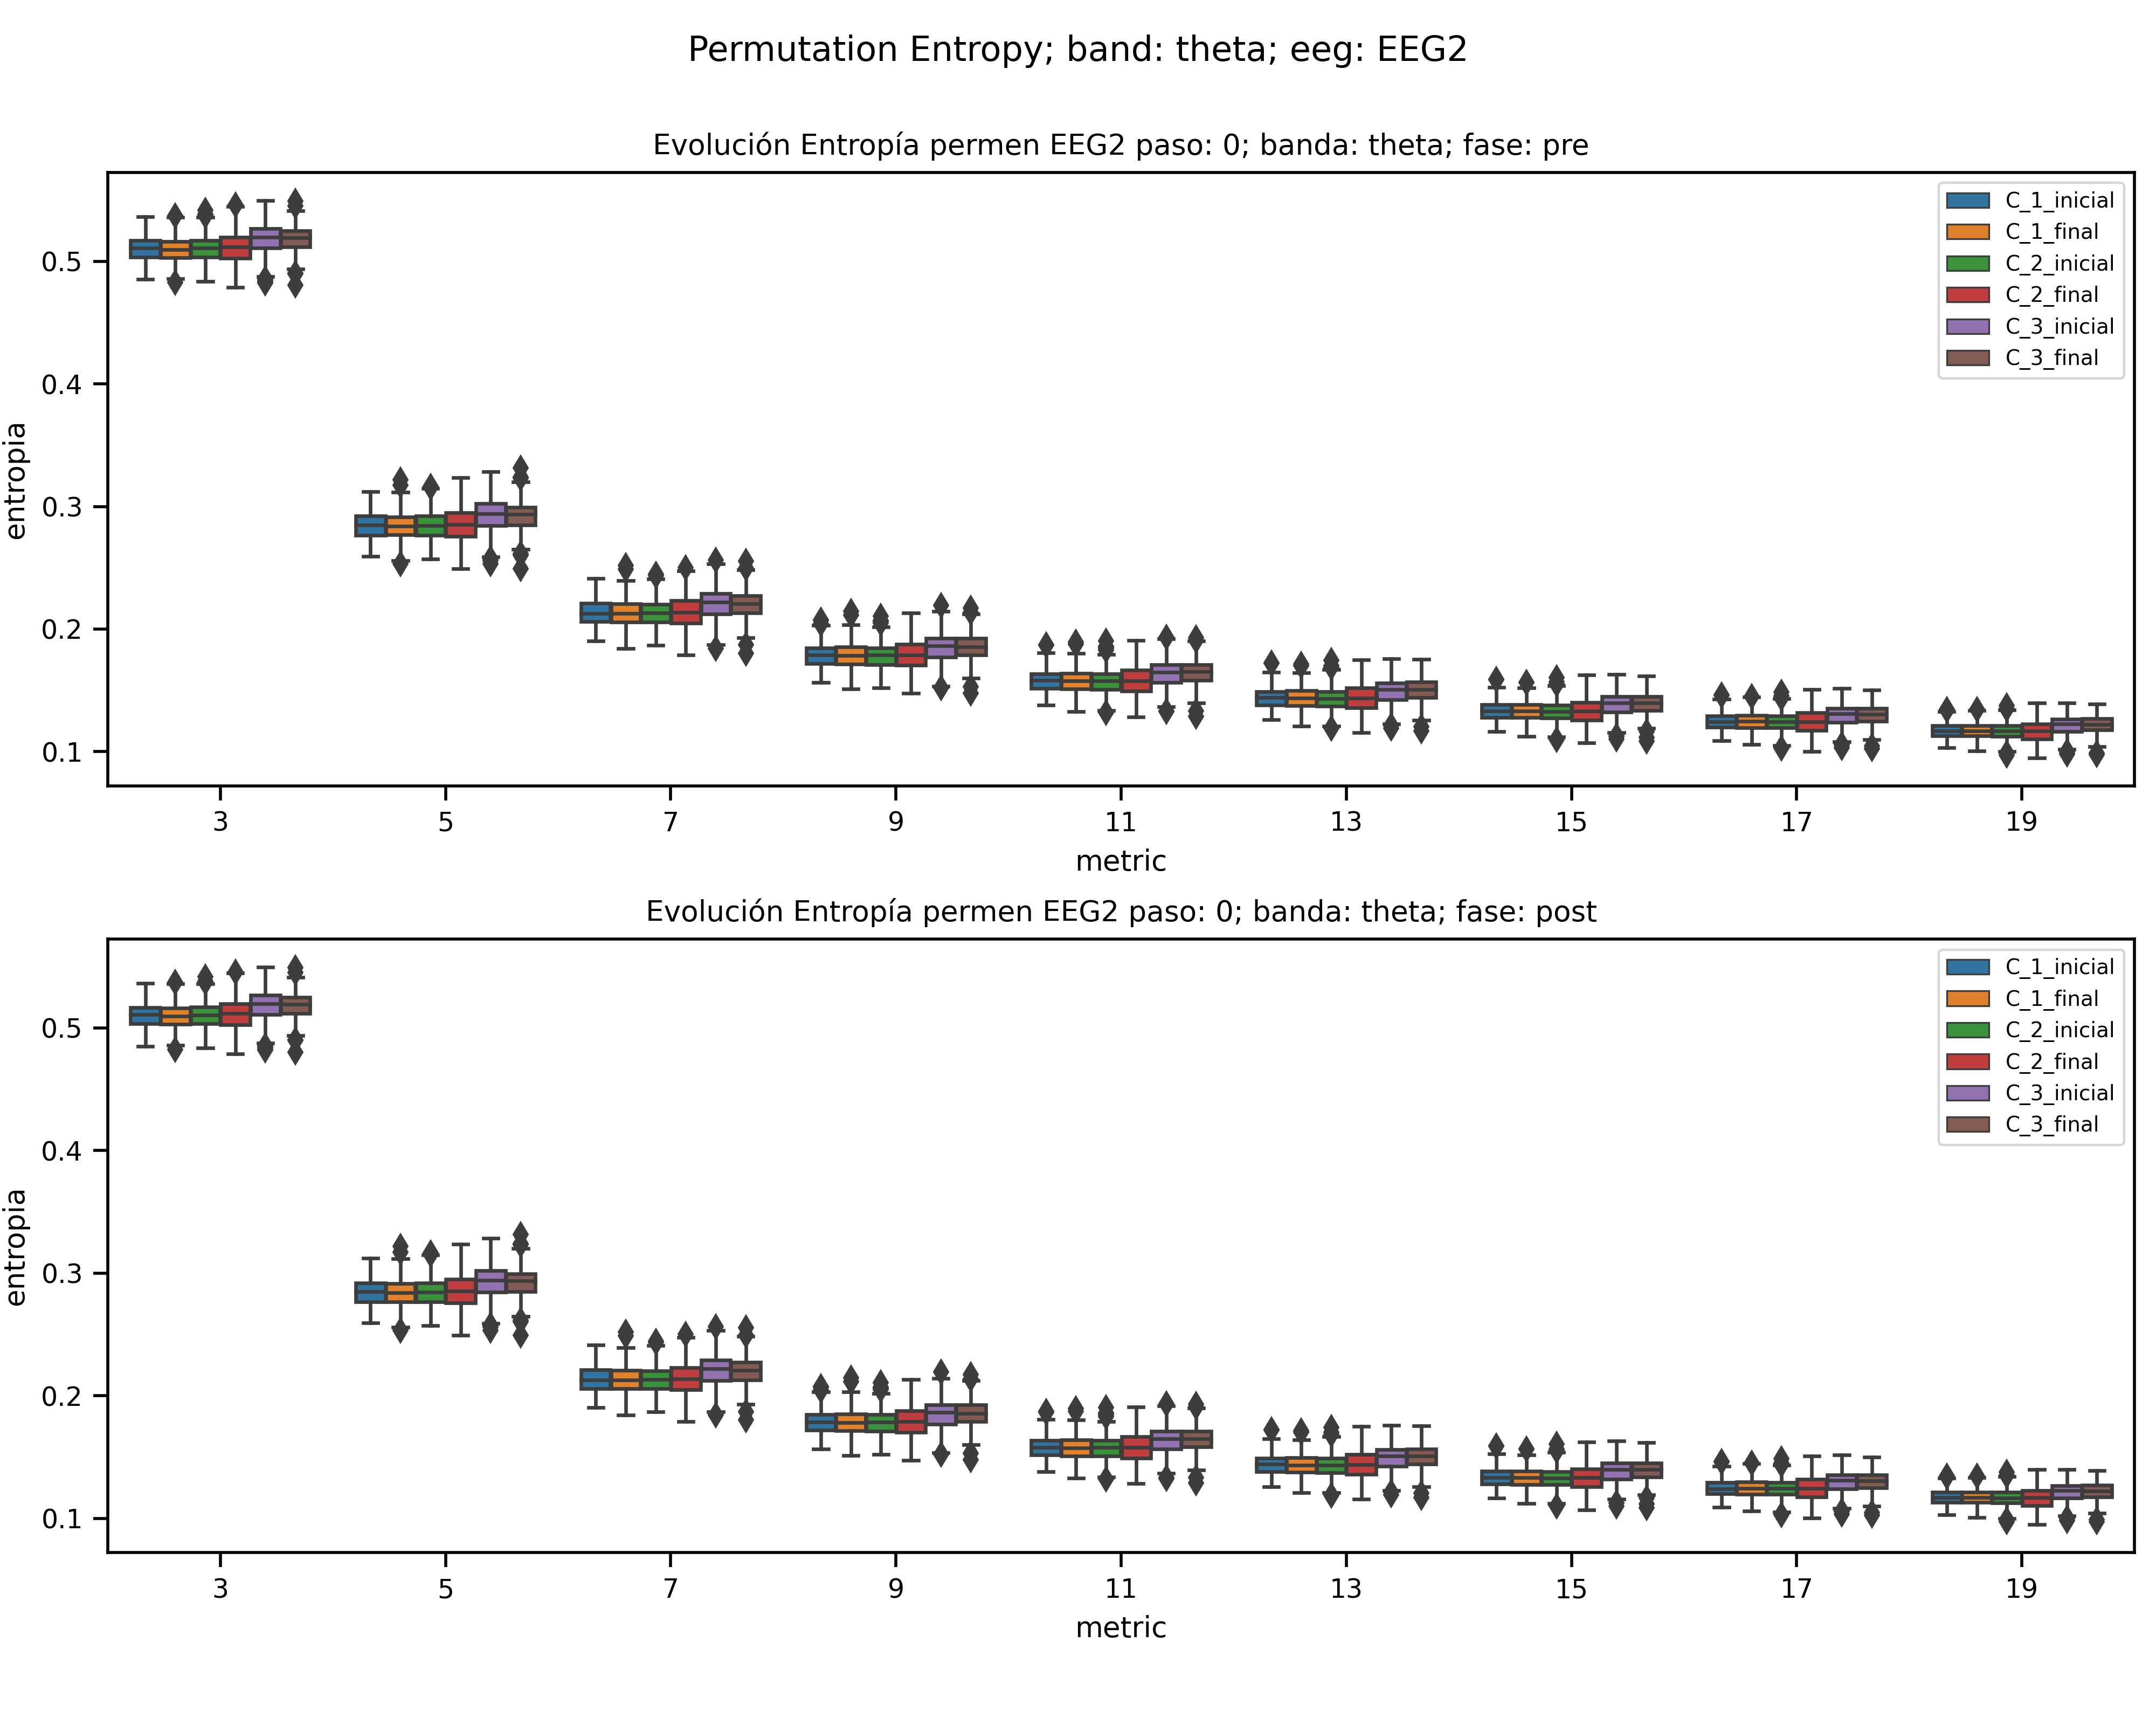 Permutation Entropy; band: theta; eeg: EEG2
Evolución Entropía permen EEG2 paso: 0; banda: theta; fase: pre
entropia
0.5
0.4
0.3
0.2
0.1
C_1_inicial
C_1_final
C_2_inicial
C_2_final
C_3_inicial
C_3_final
3 5 7 9 11 13 15 17 19
metric
Evolución Entropía permen EEG2 paso: 0; banda: theta; fase: post
entropia
0.5
0.4
0.3
0.2
0.1
C_1_inicial
C_1_final
C_2_inicial
C_2_final
C_3_inicial
C_3_final
3 5 7 9 11 13 15 17 19
metric